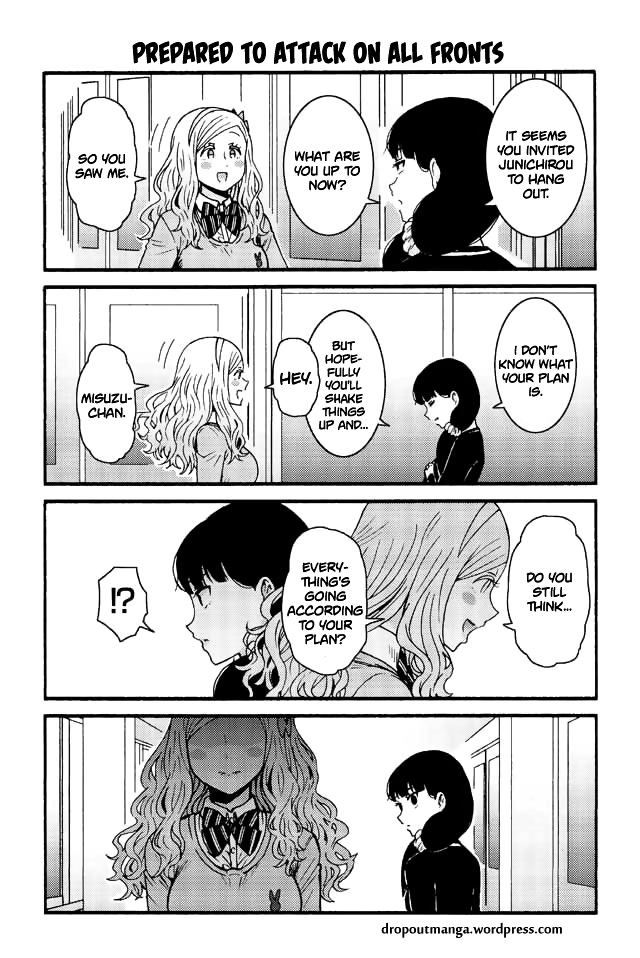 PREPARED TO ATTACK ON ALL FRONTS
IT SEEMS
YOU INVITED
JUNICHIROU
TO HANG
OUT.
WHAT ARE
YOU UP TO
NOW?
SO YOU
SAW ME.
I DON'T
KNOW WHAT
YOUR PLAN
IS.
BUT
HOPE-
FULLY
YOU'LL
SHAKE
THINGS
UP AND...
HEY.
MISUZU-
CHAN.
DO YOU
STILL
THINK...
EVERY-
THING'S
GOING
ACCORDING
TO YOUR
PLAN?
!?
dropoutmanga.wordpress.com